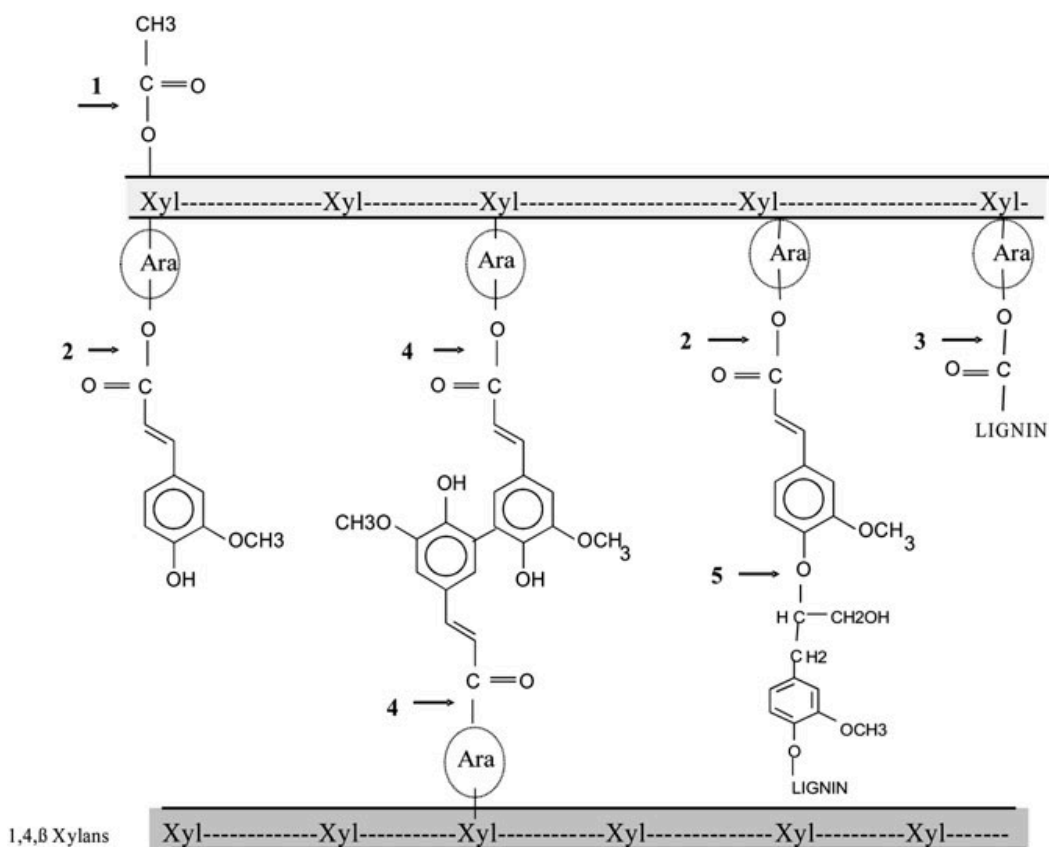 CH3
1
C
O
O
Xyl---------------Xyl-------------Xyl---------------------Xyl-------------------Xyl-
Ara
Ara
Ara
Ara
O
O
O
O
2
4
2
3
O
C
O
C
O
C
O
C
LIGNIN
OH
CH3O
OCH3
OCH3
OH
OCH3
OH
5
O
H
C
CH2OH
C
O
CH2
4
OCH3
Ara
O
LIGNIN
1,4,ß Xylans
Xyl-------------Xyl-----------Xyl-------------Xyl---------------Xyl----------Xyl-------